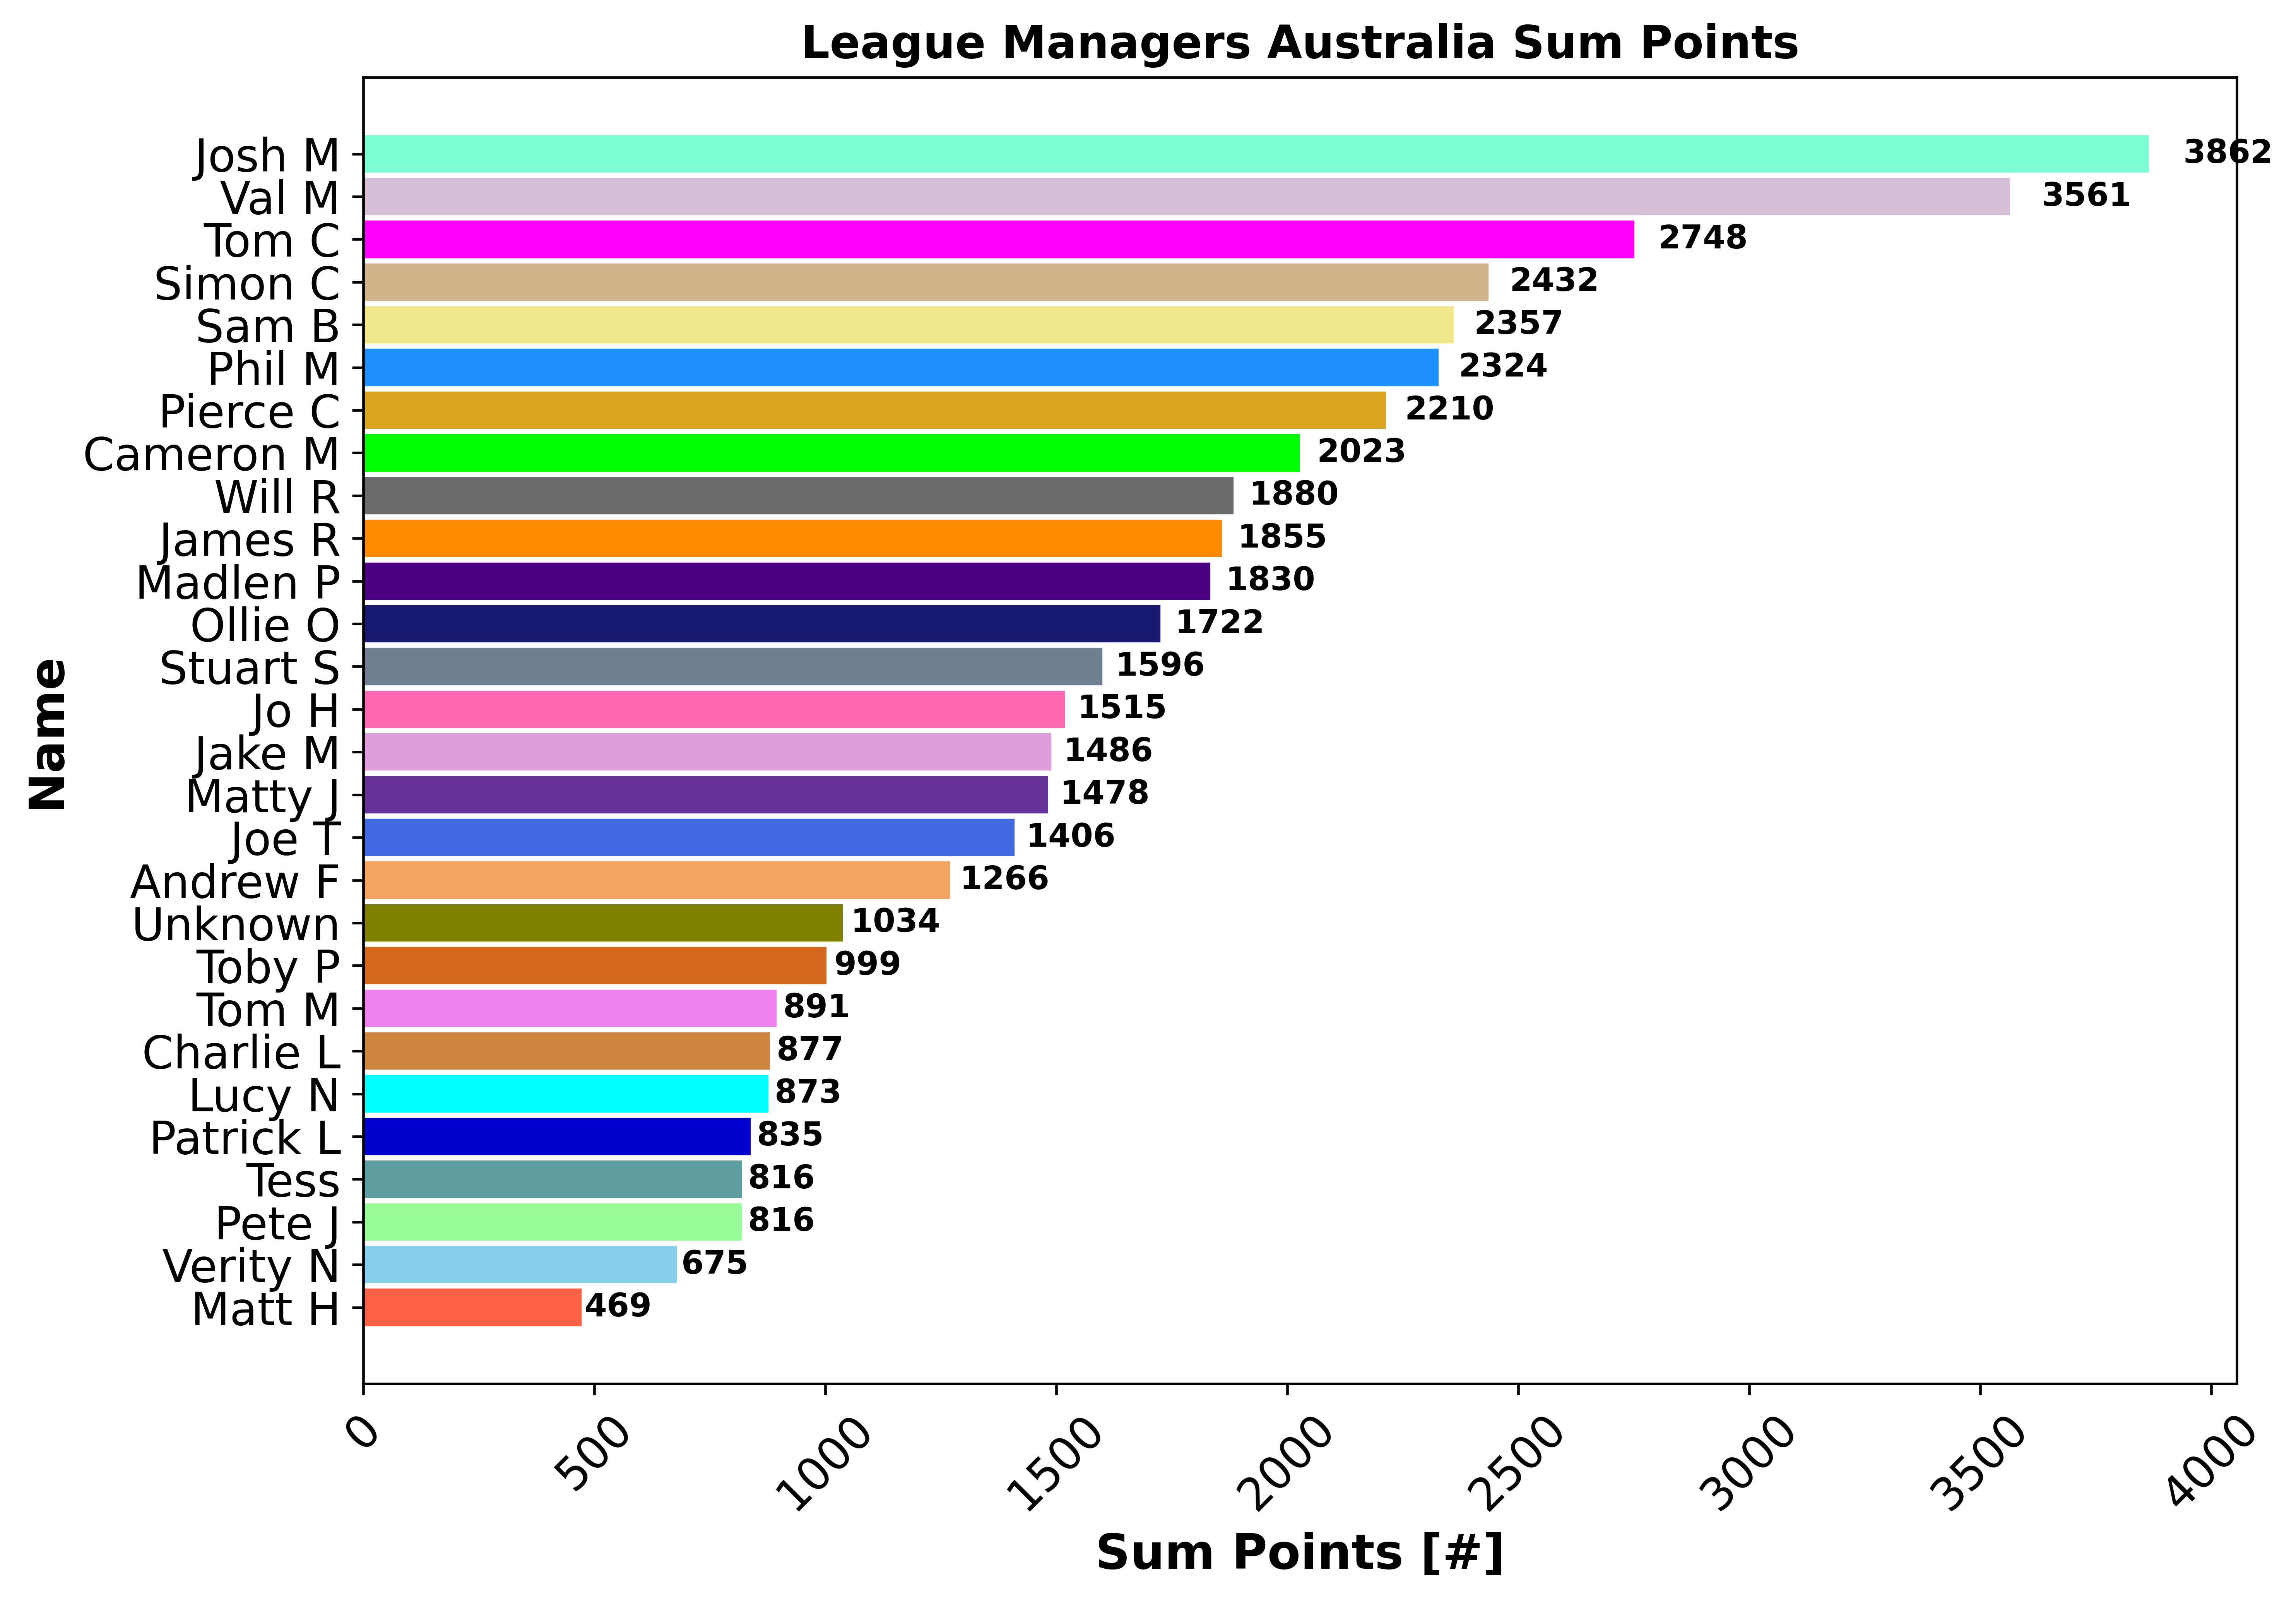 League Managers Australia Sum Points
Name
Josh M 3862
Val M 3561
Tom C 2748
Simon C 2432
Sam B 2357
Phil M 2324
Pierce C 2210
Cameron M 2023
Will R 1880
James R 1855
Madlen P 1830
Ollie O 1722
Stuart S 1596
Jo H 1515
Jake M 1486
Matty J 1478
Joe T 1406
Andrew F 1266
Unknown 1034
Toby P 999
Tom M 891
Charlie L 877
Lucy N 873
Patrick L 835
Tess 816
Pete J 816
Verity N 675
Matt H 469
0 500 1000 1500 2000 2500 3000 3500 4000
Sum Points [#]